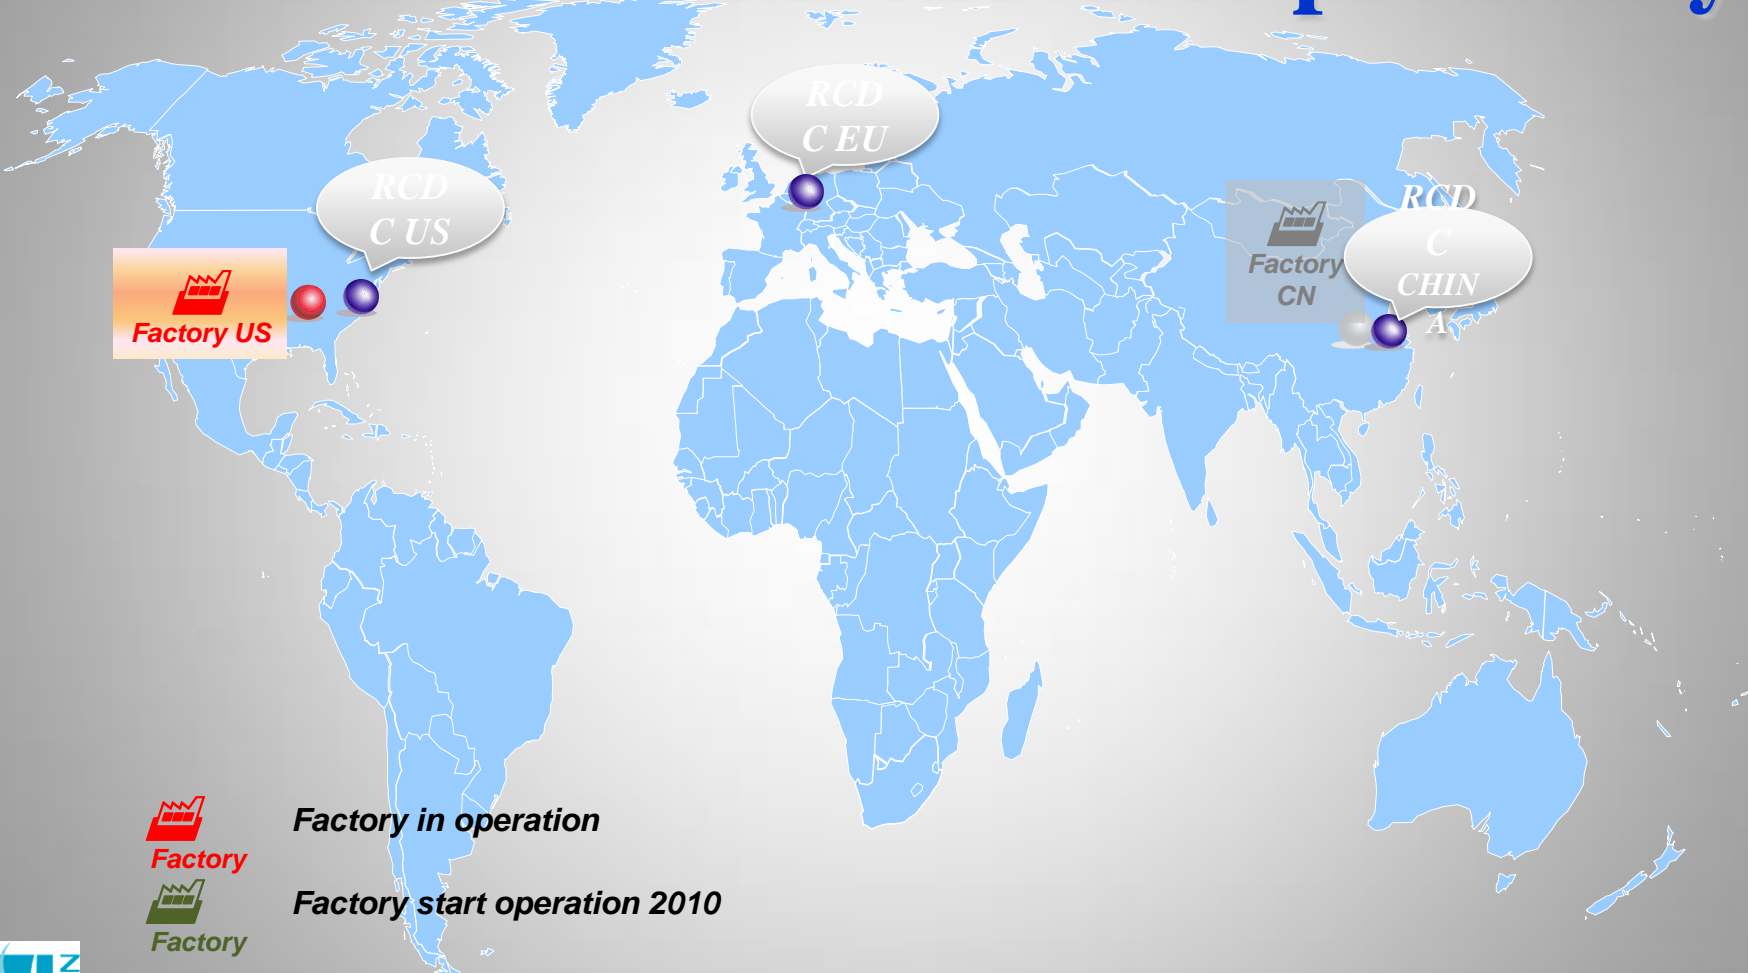 RCD
C EU
RCD
C US
RCD
C
CHIN
A
Factory
CN
Factory US
Factory in operation
Factory
Factory start operation 2010
Factory
Z